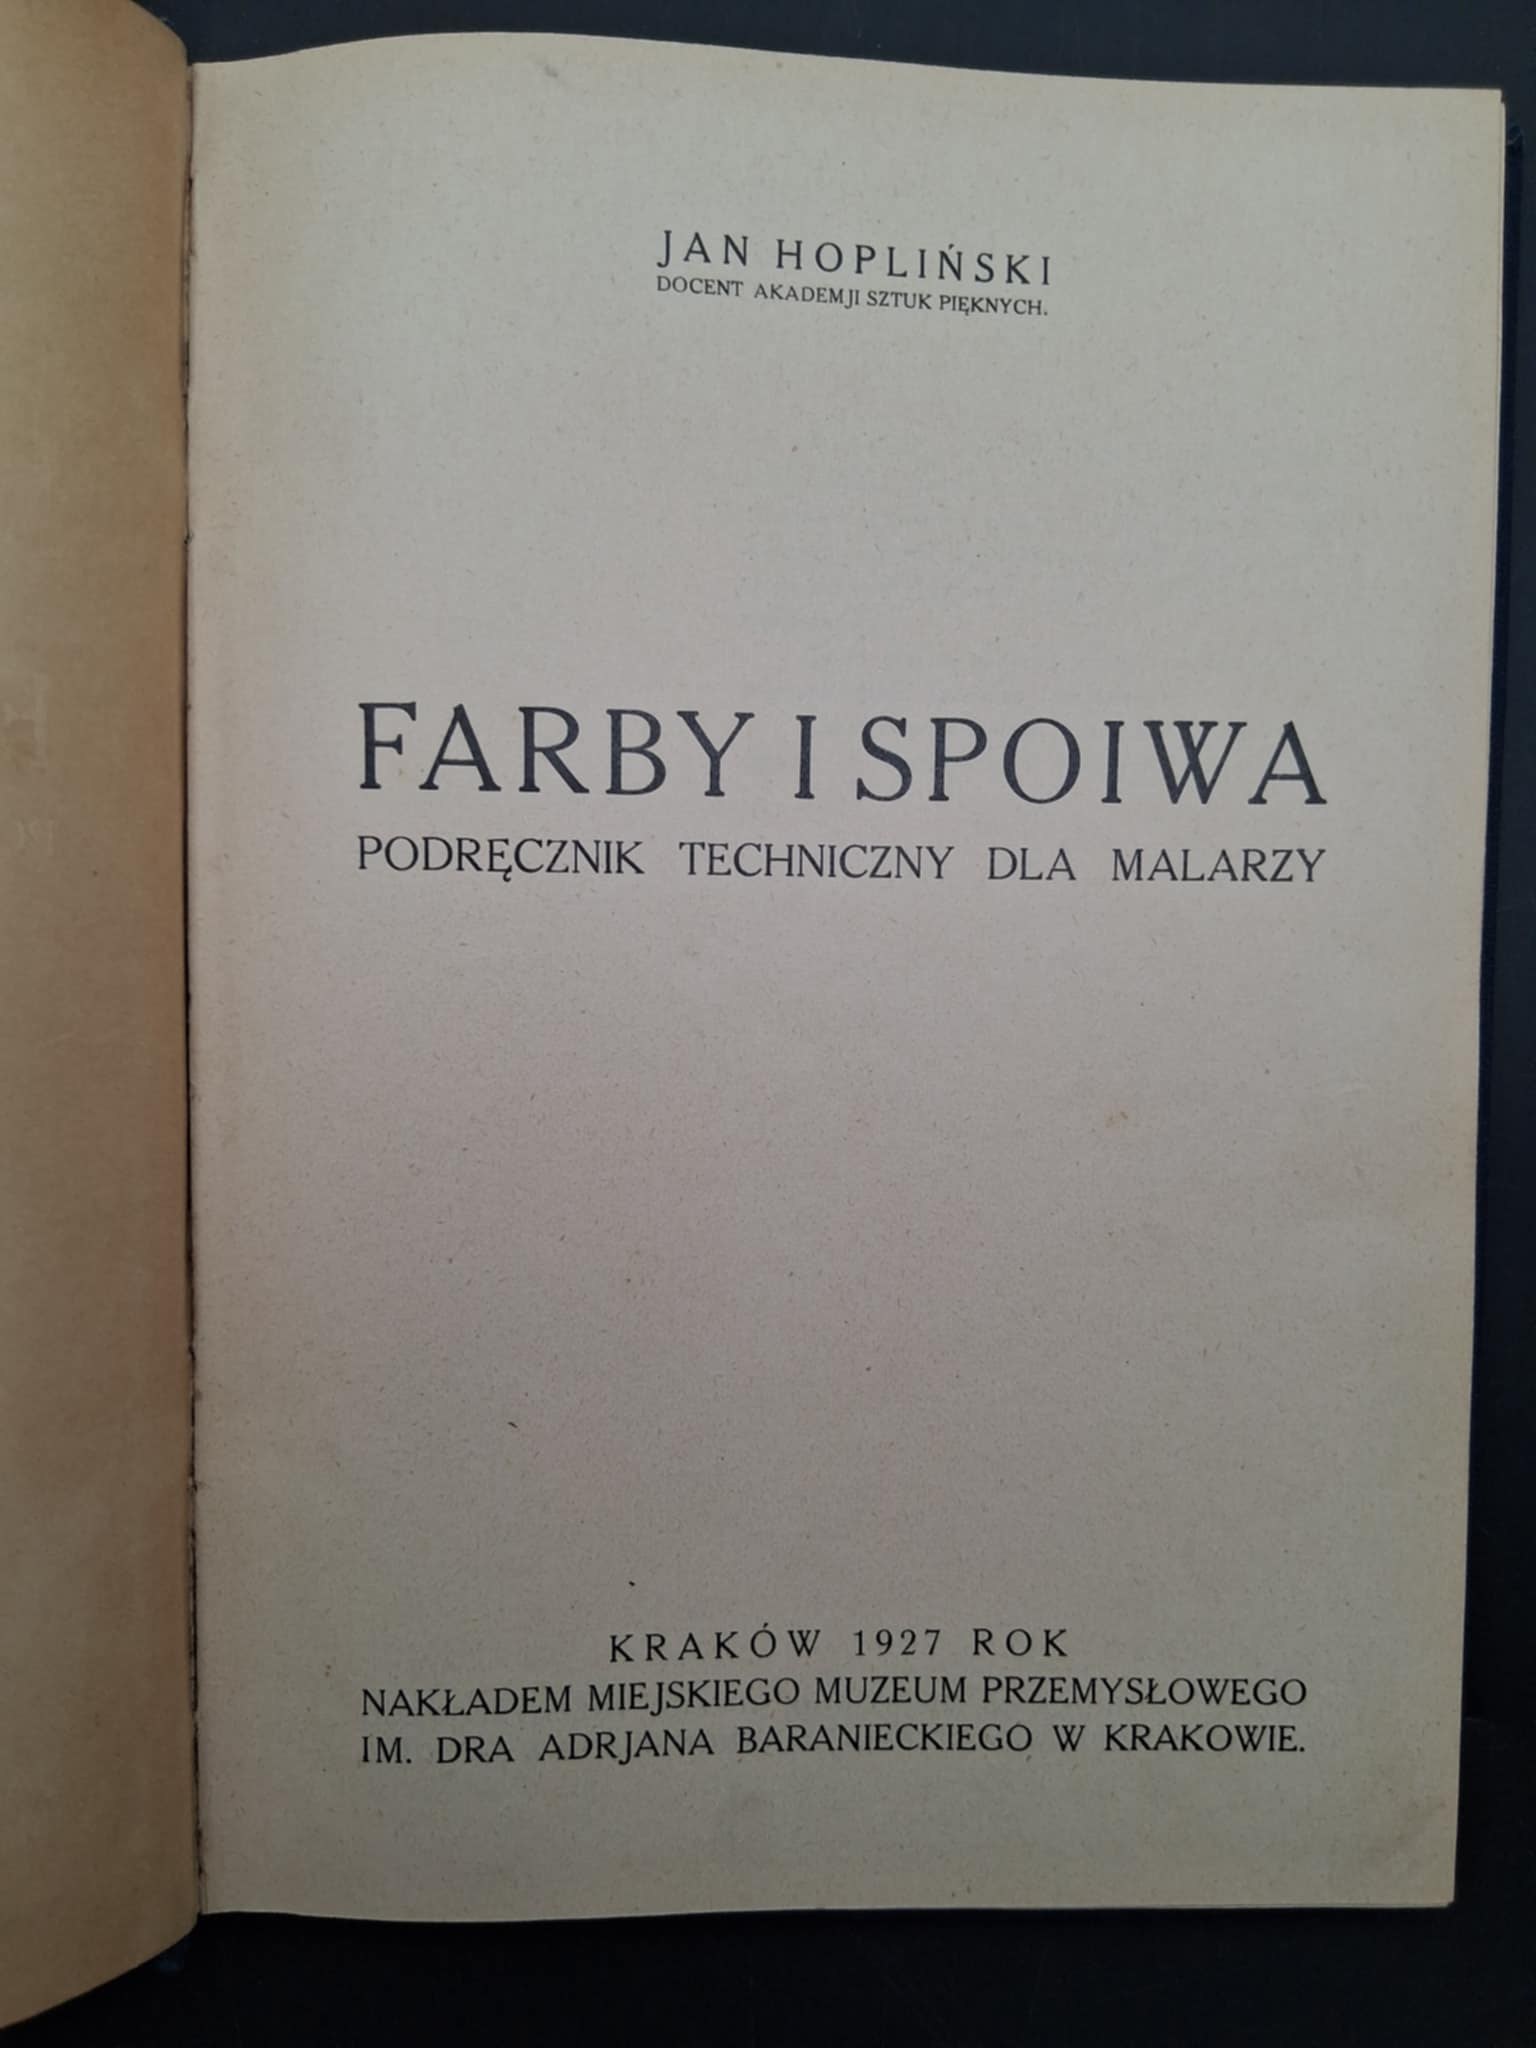 JAN HOPLIŃSKI
DOCENT AKADEMJI SZTUK PIĘKNYCH.
FARBY I SPOIWA
PODRĘCZNIK TECHNICZNY DLA MALARZY
KRAKÓW 1927 ROK
NAKŁADEM MIEJSKIEGO MUZEUM PRZEMYSŁOWEGO
IM. DRA ADRJANA BARANIECKIEGO W KRAKOWIE.